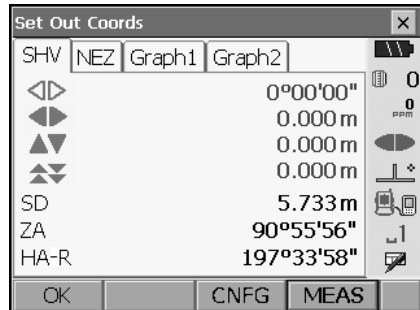 Set Out Coords
SHV NEZ Graph1 Graph2
0°00'00"
0.000 m
0.000 m
0.000 m
SD 5.733 m
ZA 90°55'56"
HA-R 197°33'58"
0
0
ppm
1
OK CNFG MEAS